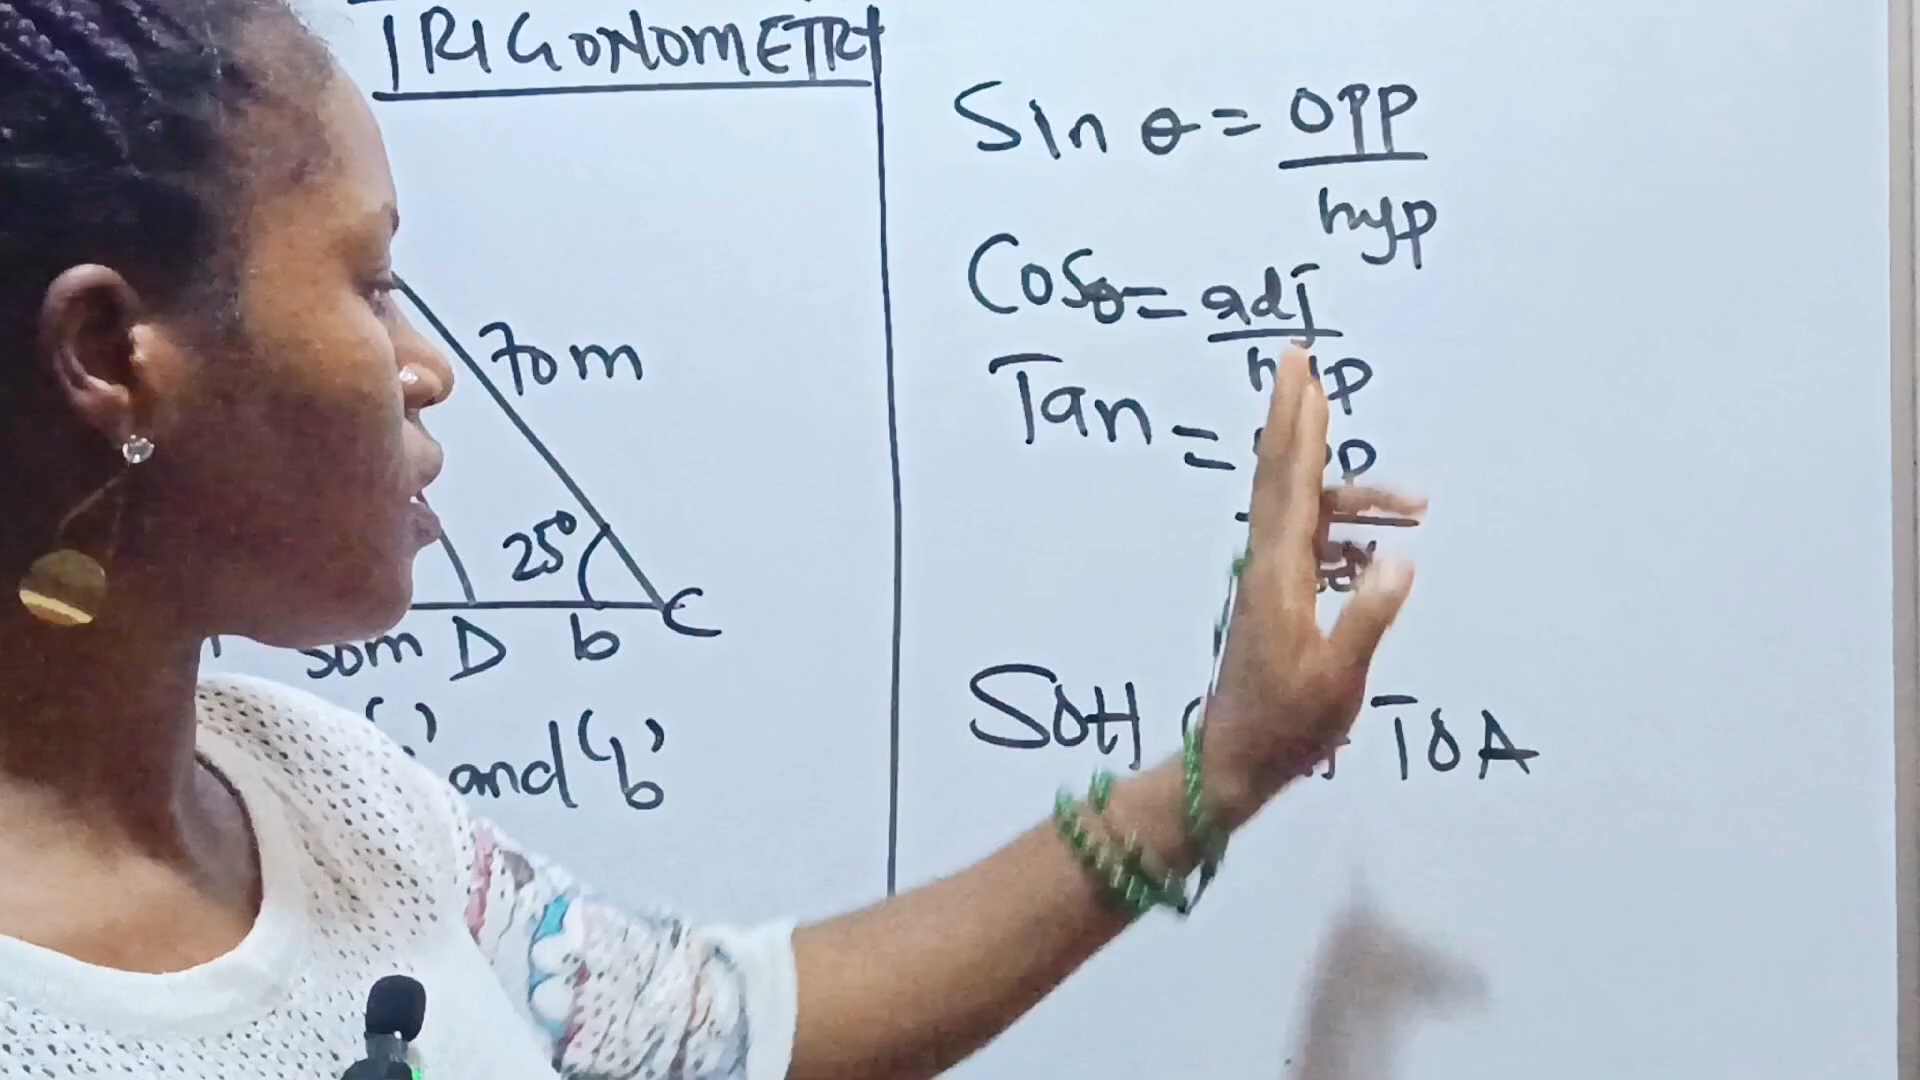 TRIGONOMETRY
70m
25°
50m D b C
and 'b'
Sin θ = opp
hyp
Cosθ = adj
hyp
Tan =
SOH TOA